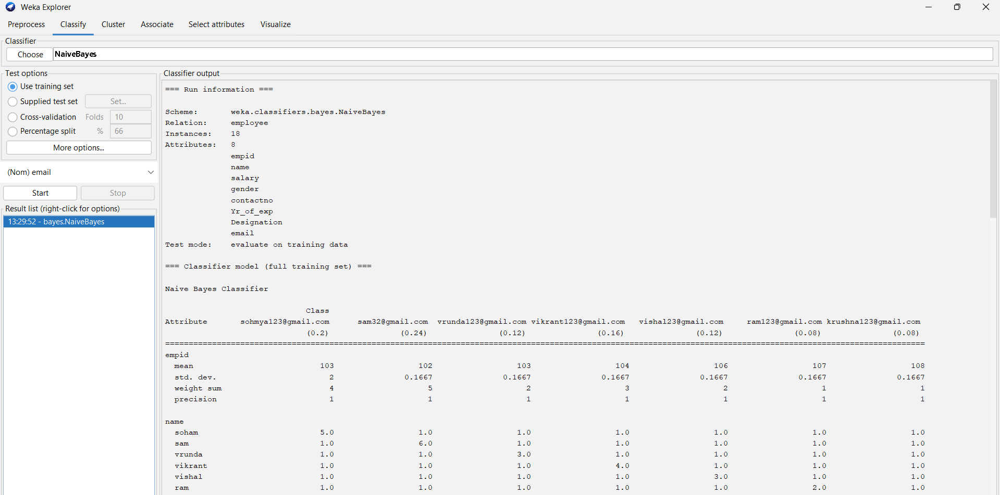 Weka Explorer
Preprocess Classify Cluster Associate Select attributes Visualize
Classifier
Choose NaiveBayes
Test options
Use training set
Supplied test set Set...
Cross-validation Folds 10
Percentage split % 66
More options...
(Nom) email
Start Stop
Result list (right-click for options)
13:29:52 - bayes.NaiveBayes
Classifier output
=== Run information ===
Scheme: weka.classifiers.bayes.NaiveBayes
Relation: employee
Instances: 18
Attributes: 8
empid
name
salary
gender
contactno
Yr_of_exp
Designation
email
Test mode: evaluate on training data
=== Classifier model (full training set) ===
Naive Bayes Classifier
Class
Attribute sohmya123@gmail.com sam32@gmail.com vrunda123@gmail.com vikrant123@gmail.com vishal23@gmail.com ram123@gmail.com krushna123@gmail.com
(0.2) (0.24) (0.12) (0.16) (0.12) (0.08) (0.08)
==================================================================================================================================================================
empid
mean 103 102 103 104 106 107 108
std. dev. 2 0.1667 0.1667 0.1667 0.1667 0.1667 0.1667
weight sum 4 5 2 3 2 1 1
precision 1 1 1 1 1 1 1
name
soham 5.0 1.0 1.0 1.0 1.0 1.0 1.0
sam 1.0 6.0 1.0 1.0 1.0 1.0 1.0
vrunda 1.0 1.0 3.0 1.0 1.0 1.0 1.0
vikrant 1.0 1.0 1.0 4.0 1.0 1.0 1.0
vishal 1.0 1.0 1.0 1.0 3.0 1.0 1.0
ram 1.0 1.0 1.0 1.0 1.0 2.0 1.0